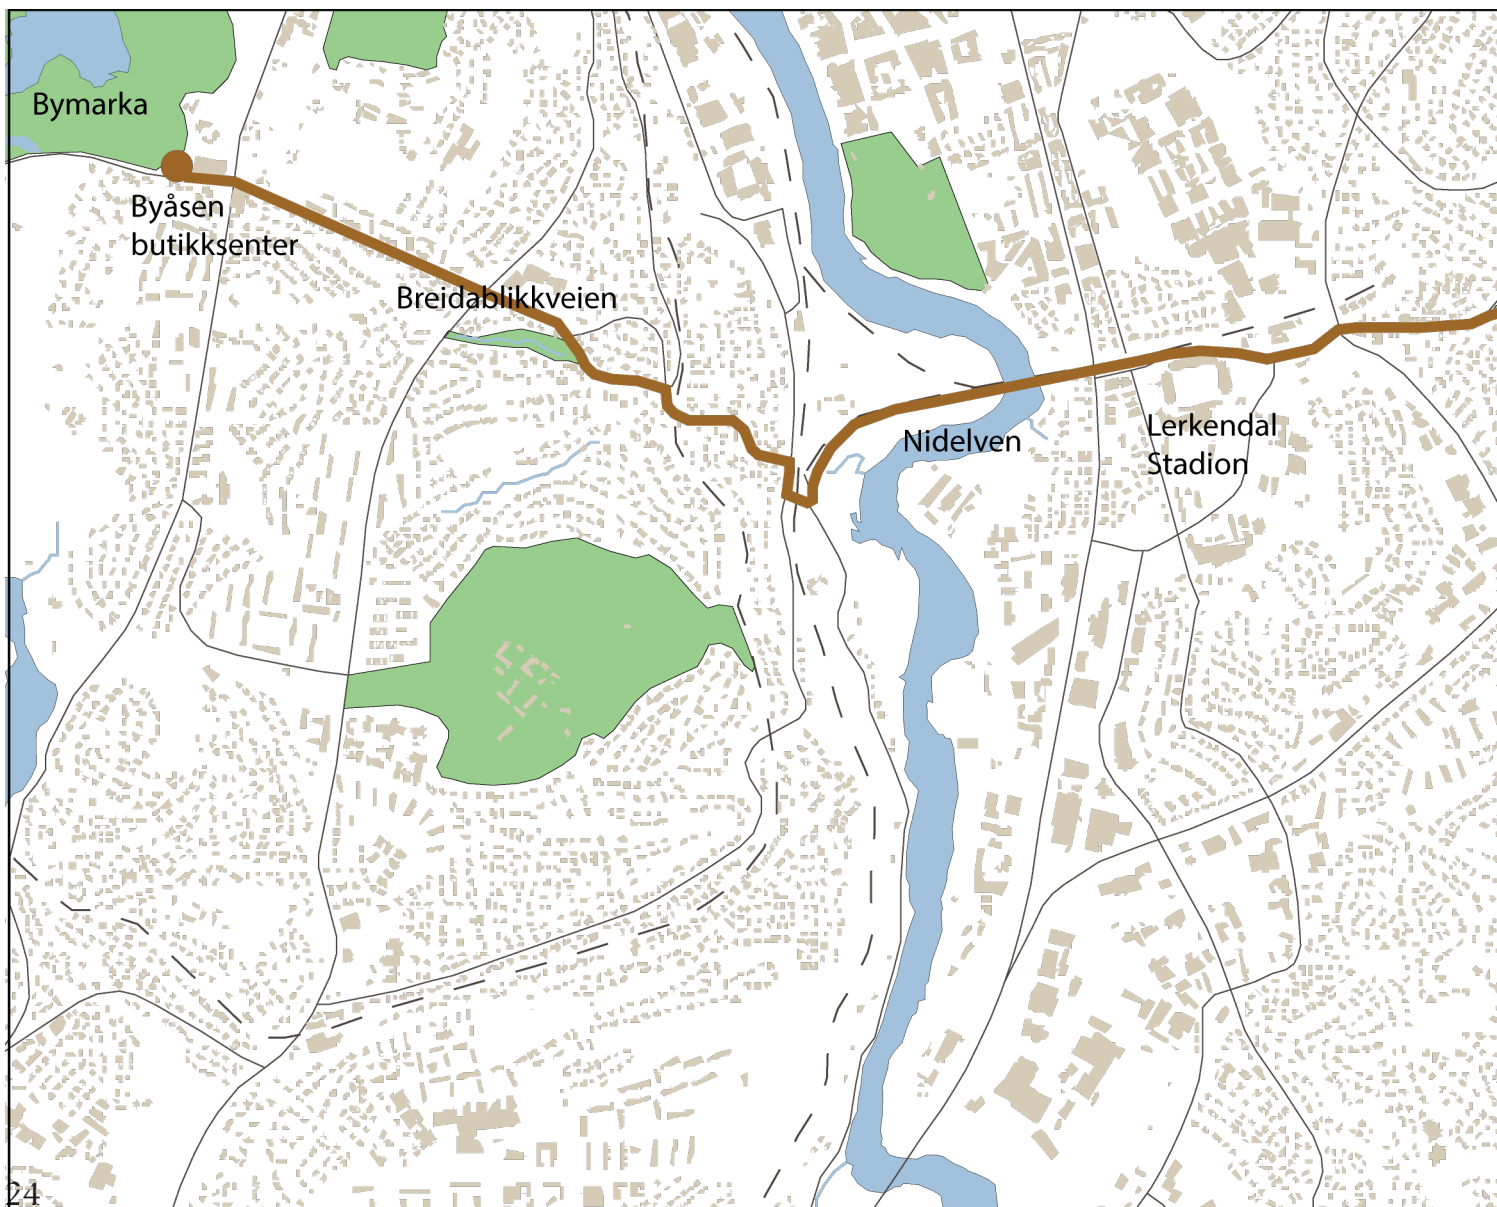 Bymarka
Byåsen
butikksenter
Breidablikkveien
Nidelven
Lerkendal
Stadion
24